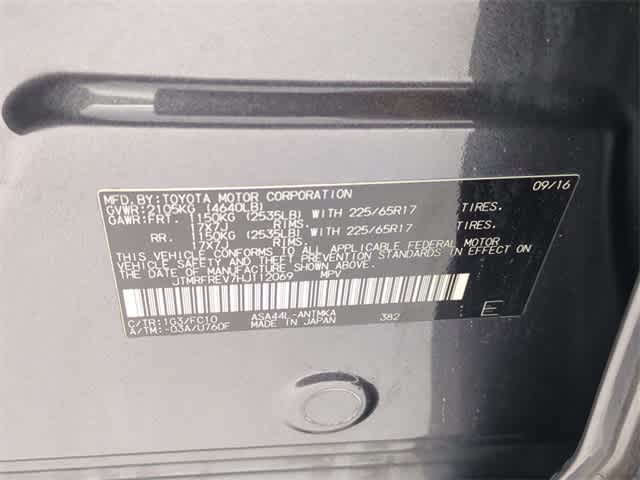 MFD.BY:TOYOTA MOTOR CORPORATION 09/16
GVWR:2105KG (4640LB)
GAWR:FRT. 1150KG (2535LB) WITH 225/65R17 TIRES.
17X7J RIMS.
RR. 1150KG (2535LB) WITH 225/65R17 TIRES.
17X7J RIMS.
THIS VEHICLE CONFORMS TO ALL APPLICABLE FEDERAL MOTOR
VEHICLE SAFETY AND THEFT PREVENTION STANDARDS IN EFFECT ON
THE DATE OF MANUFACTURE SHOWN ABOVE.
JTMRFREV7HJ112069 MPV
C/TR:1G3/FC10 ASA44L-ANTMKA 382 E
A/TM:-03A/U760F MADE IN JAPAN